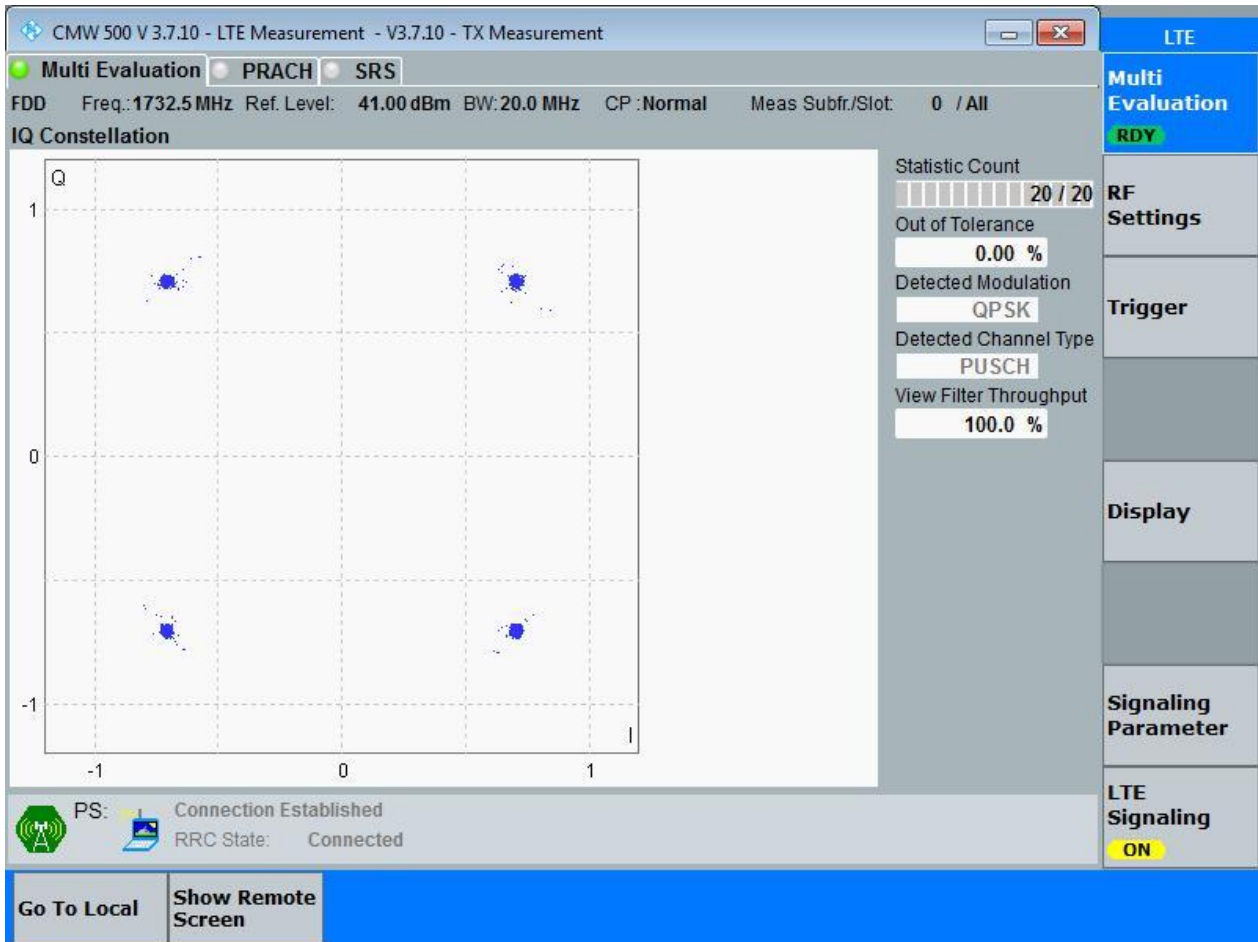 CMW 500 V 3.7.10 - LTE Measurement - V3.7.10 - TX Measurement
LTE
Multi Evaluation PRACH SRS
FDD Freq.: 1732.5 MHz Ref. Level: 41.00 dBm BW: 20.0 MHz CP : Normal Meas Subfr./Slot: 0 / All
IQ Constellation
Q
1
0
-1
I
-1 0 1
Statistic Count
20 / 20
Out of Tolerance
0.00 %
Detected Modulation
QPSK
Detected Channel Type
PUSCH
View Filter Throughput
100.0 %
Multi
Evaluation
RDY
RF
Settings
Trigger
Display
Signaling
Parameter
LTE
Signaling
ON
PS: Connection Established
RRC State: Connected
Go To Local
Show Remote
Screen